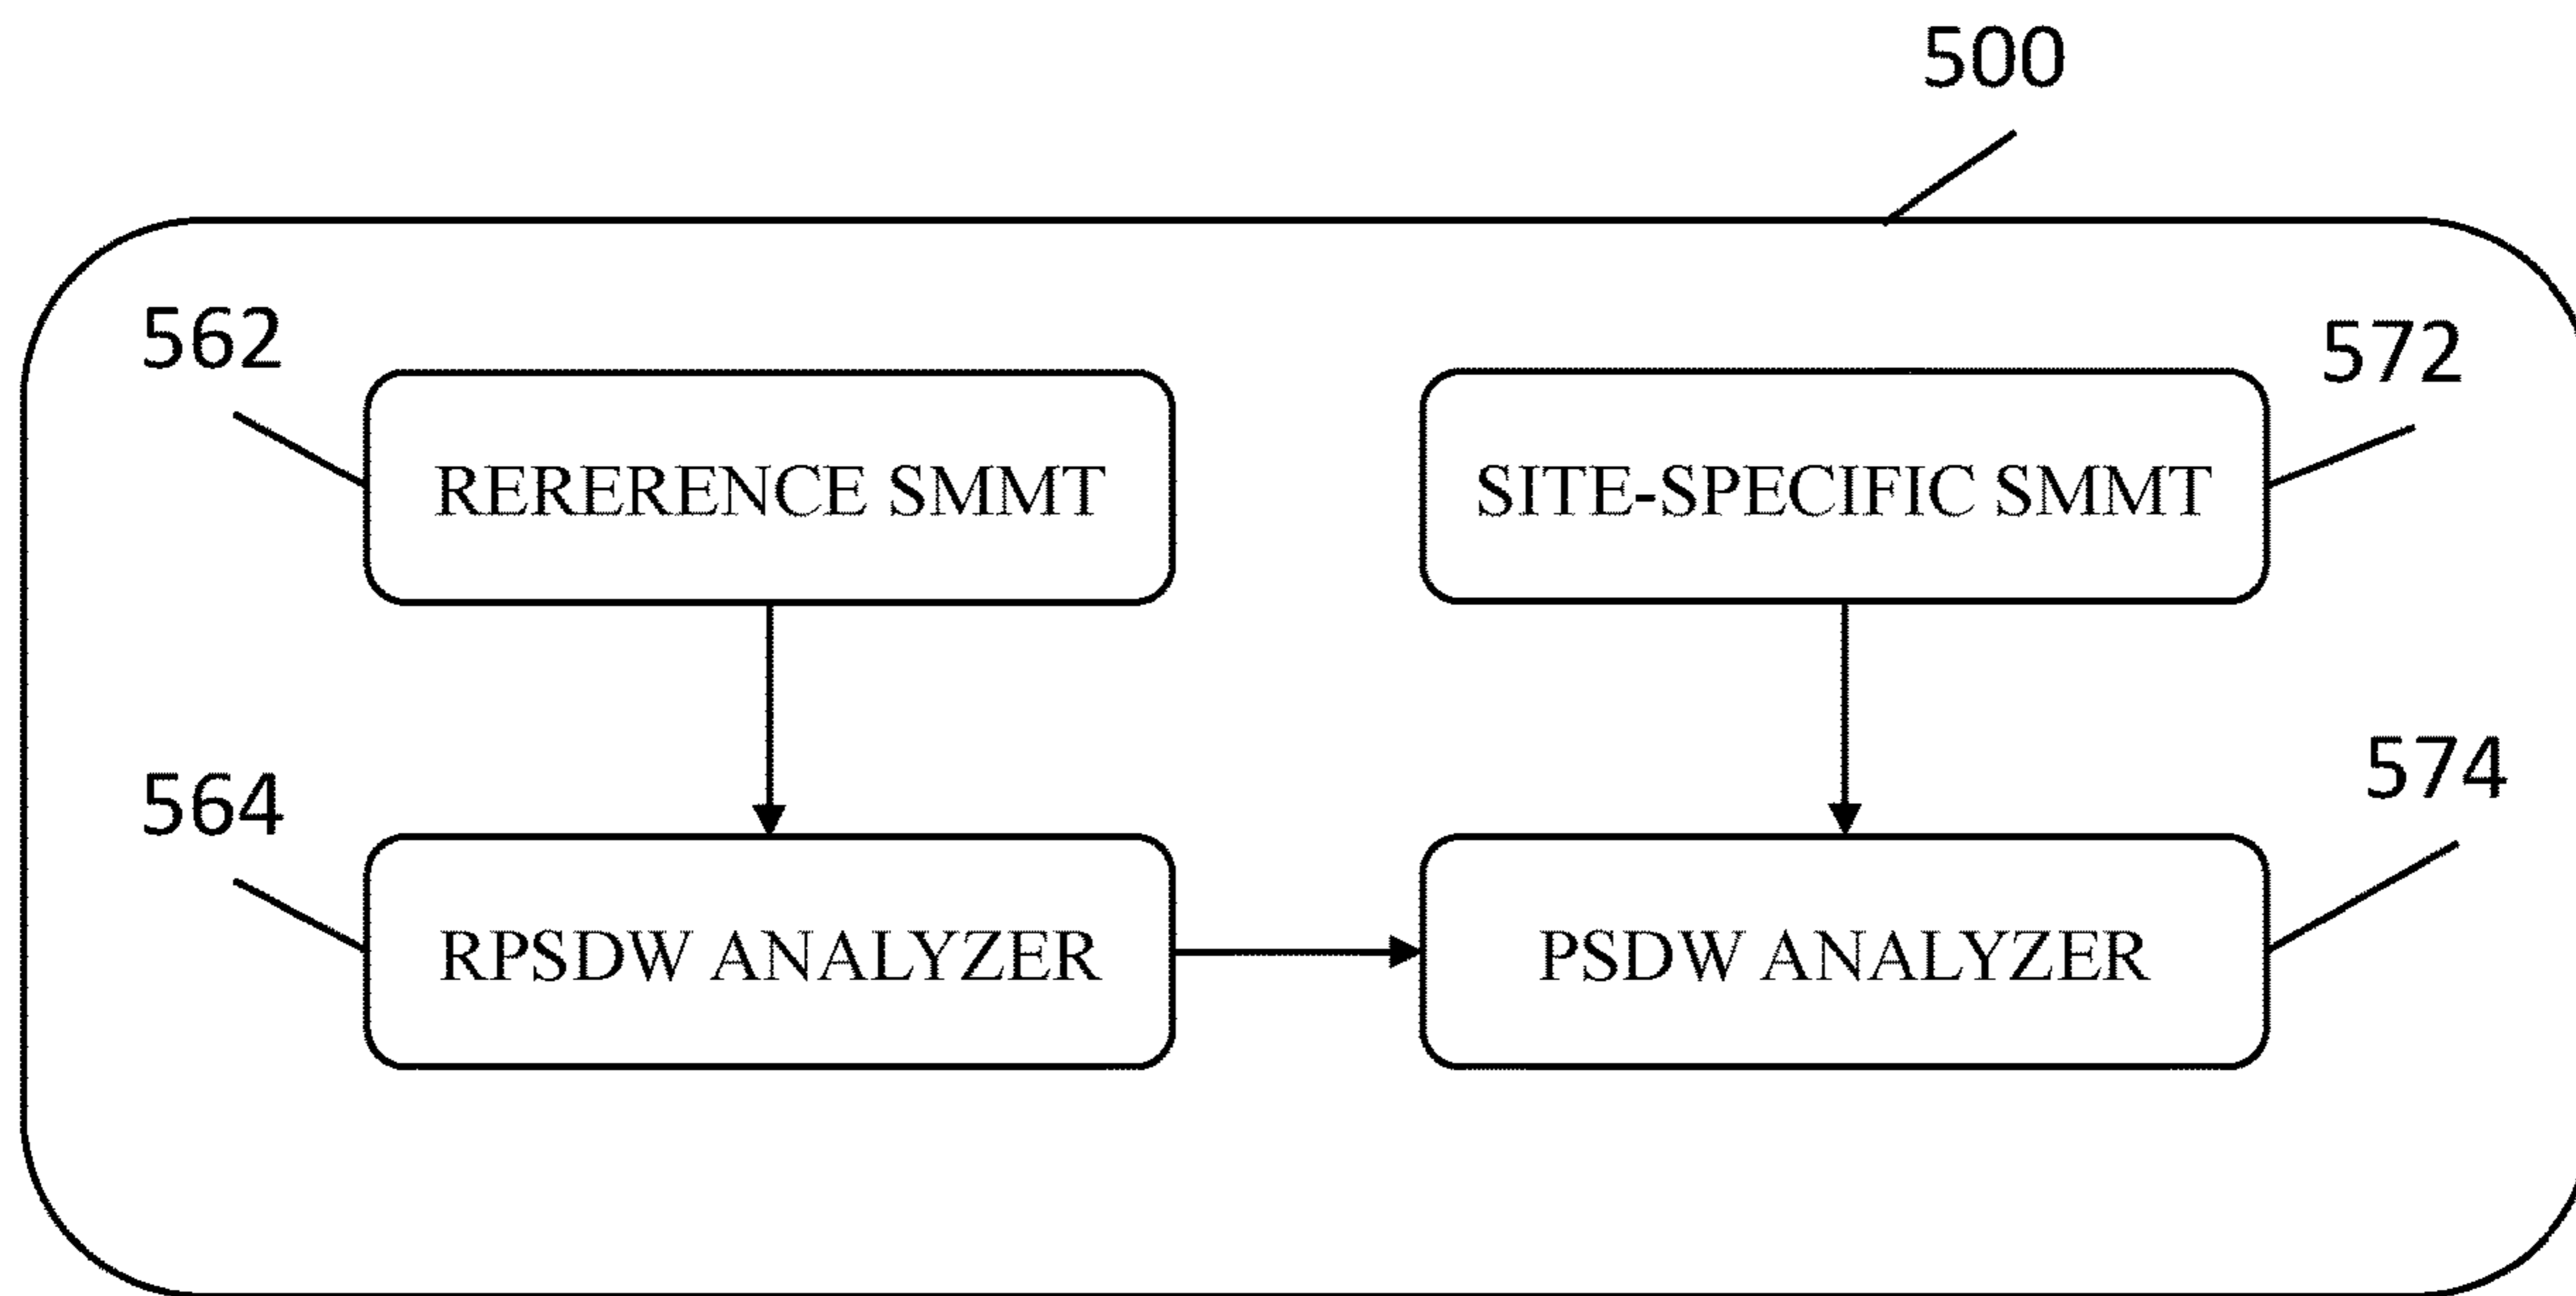 500
562
572
RERERENCE SMMT
SITE-SPECIFIC SMMT
564
574
RPSDW ANALYZER
PSDW ANALYZER